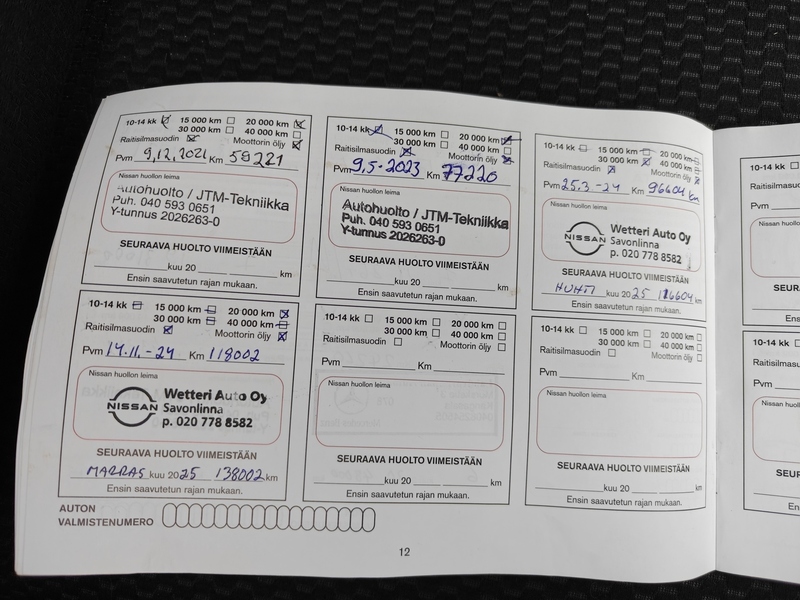 10-14 kk 15 000 km 20 000 km
30 000 km 40 000 km
Raitisilmasuodin Moottorin öljy
Pvm 9.12.2021 Km 59221
Nissan huollon leima
Autohuolto / JTM-Tekniikka
Puh. 040 593 0651
Y-tunnus 2026263-0
SEURAAVA HUOLTO VIIMEISTÄÄN
kuu 20 km
Ensin saavutetun rajan mukaan.
10-14 kk 15 000 km 20 000 km
30 000 km 40 000 km
Raitisilmasuodin Moottorin öljy
Pvm 9.5-2023 Km 77220
Nissan huollon leima
Autohuolto / JTM-Tekniikka
Puh. 040 593 0651
Y-tunnus 2026263-0
SEURAAVA HUOLTO VIIMEISTÄÄN
kuu 20 km
Ensin saavutetun rajan mukaan.
10-14 kk 15 000 km 20 000 km
30 000 km 40 000 km
Raitisilmasuodin Moottorin öljy
Pvm 25.3.-24 Km 96604 km
Nissan huollon leima
NISSAN
Wetteri Auto Oy
Savonlinna
p. 020 778 8582
SEURAAVA HUOLTO VIIMEISTÄÄN
HUHTI kuu 2025 116604 km
Ensin saavutetun rajan mukaan.
10-14 kk
Raitisilmasu
Pvm
Nissan huoll
SEUR
En
10-14 kk 15 000 km 20 000 km
30 000 km 40 000 km
Raitisilmasuodin Moottorin öljy
Pvm 14.11.-24 Km 118002
Nissan huollon leima
NISSAN
Wetteri Auto Oy
Savonlinna
p. 020 778 8582
SEURAAVA HUOLTO VIIMEISTÄÄN
MARRAS kuu 2025 138002 km
Ensin saavutetun rajan mukaan.
10-14 kk 15 000 km 20 000 km
30 000 km 40 000 km
Raitisilmasuodin Moottorin öljy
Pvm Km
Nissan huollon leima
SEURAAVA HUOLTO VIIMEISTÄÄN
kuu 20 km
Ensin saavutetun rajan mukaan.
10-14 kk 15 000 km 20 000 km
30 000 km 40 000 km
Raitisilmasuodin Moottorin öljy
Pvm Km
Nissan huollon leima
SEURAAVA HUOLTO VIIMEISTÄÄN
kuu 20 km
Ensin saavutetun rajan mukaan.
10-14 kk
Raitisilma
Pvm
Nissan huol
SEU
En
AUTON
VALMISTENUMERO
12